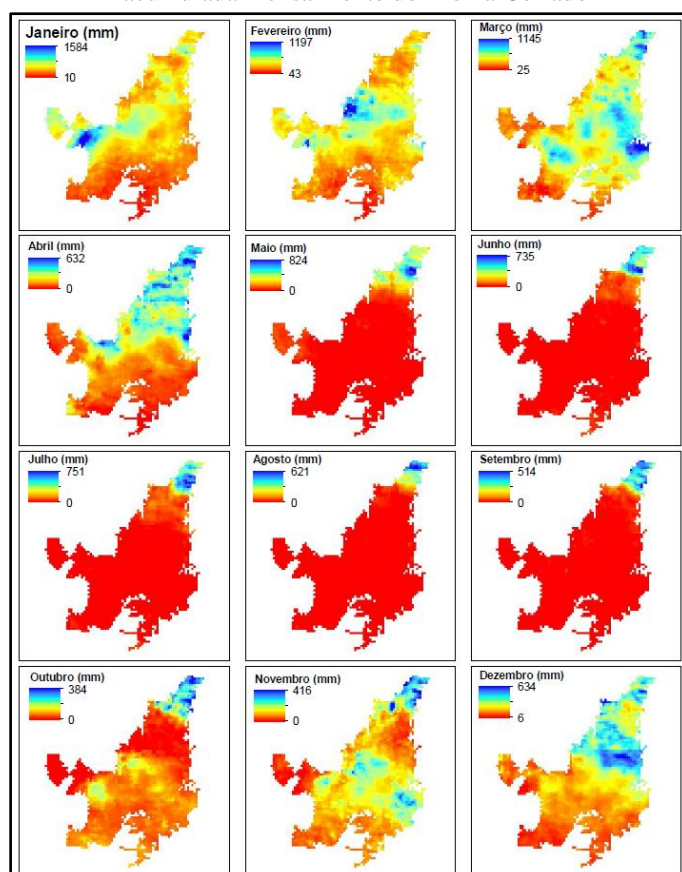 Janeiro (mm)
1584
10
Fevereiro (mm)
1197
43
Março (mm)
1145
25
Abril (mm)
632
0
Maio (mm)
824
0
Junho (mm)
735
0
Julho (mm)
751
0
Agosto (mm)
621
0
Setembro (mm)
514
0
Outubro (mm)
384
0
Novembro (mm)
416
0
Dezembro (mm)
634
6